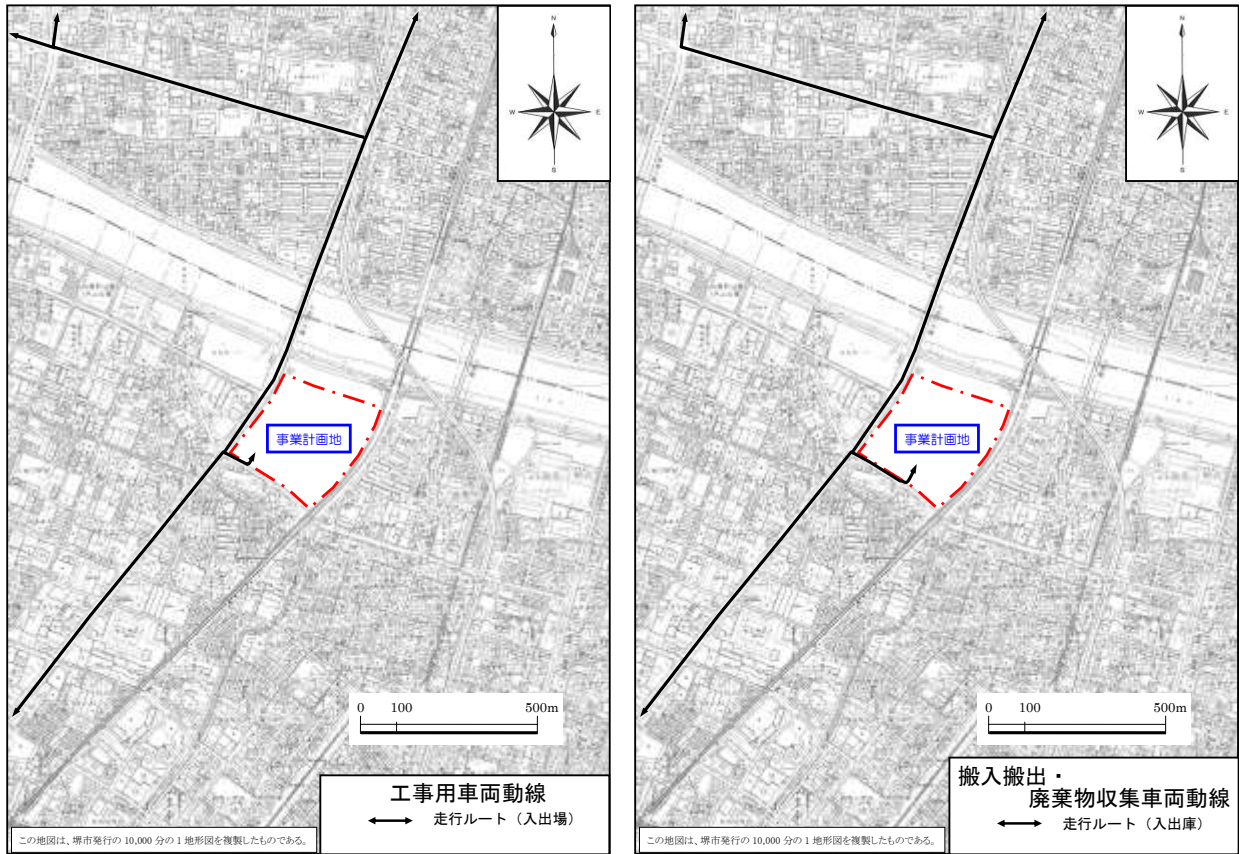 N
W
E
S
事業計画地
0 100 500m
工事用車両動線
走行ルート（入出場）
この地図は、堺市発行の 10,000 分の 1 地形図を複製したものである。
N
W
E
S
事業計画地
0 100 500m
搬入搬出・
廃棄物収集車両動線
走行ルート（入出庫）
この地図は、堺市発行の 10,000 分の 1 地形図を複製したものである。